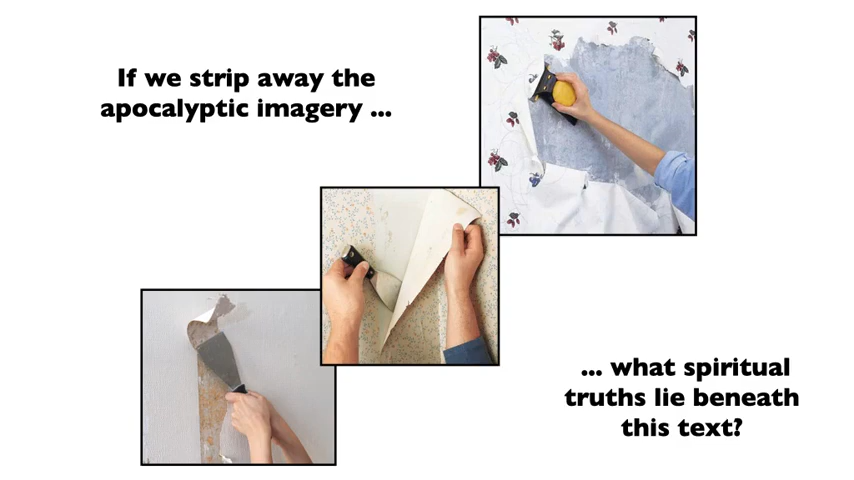 If we strip away the
apocalyptic imagery ...
... what spiritual
truths lie beneath
this text?